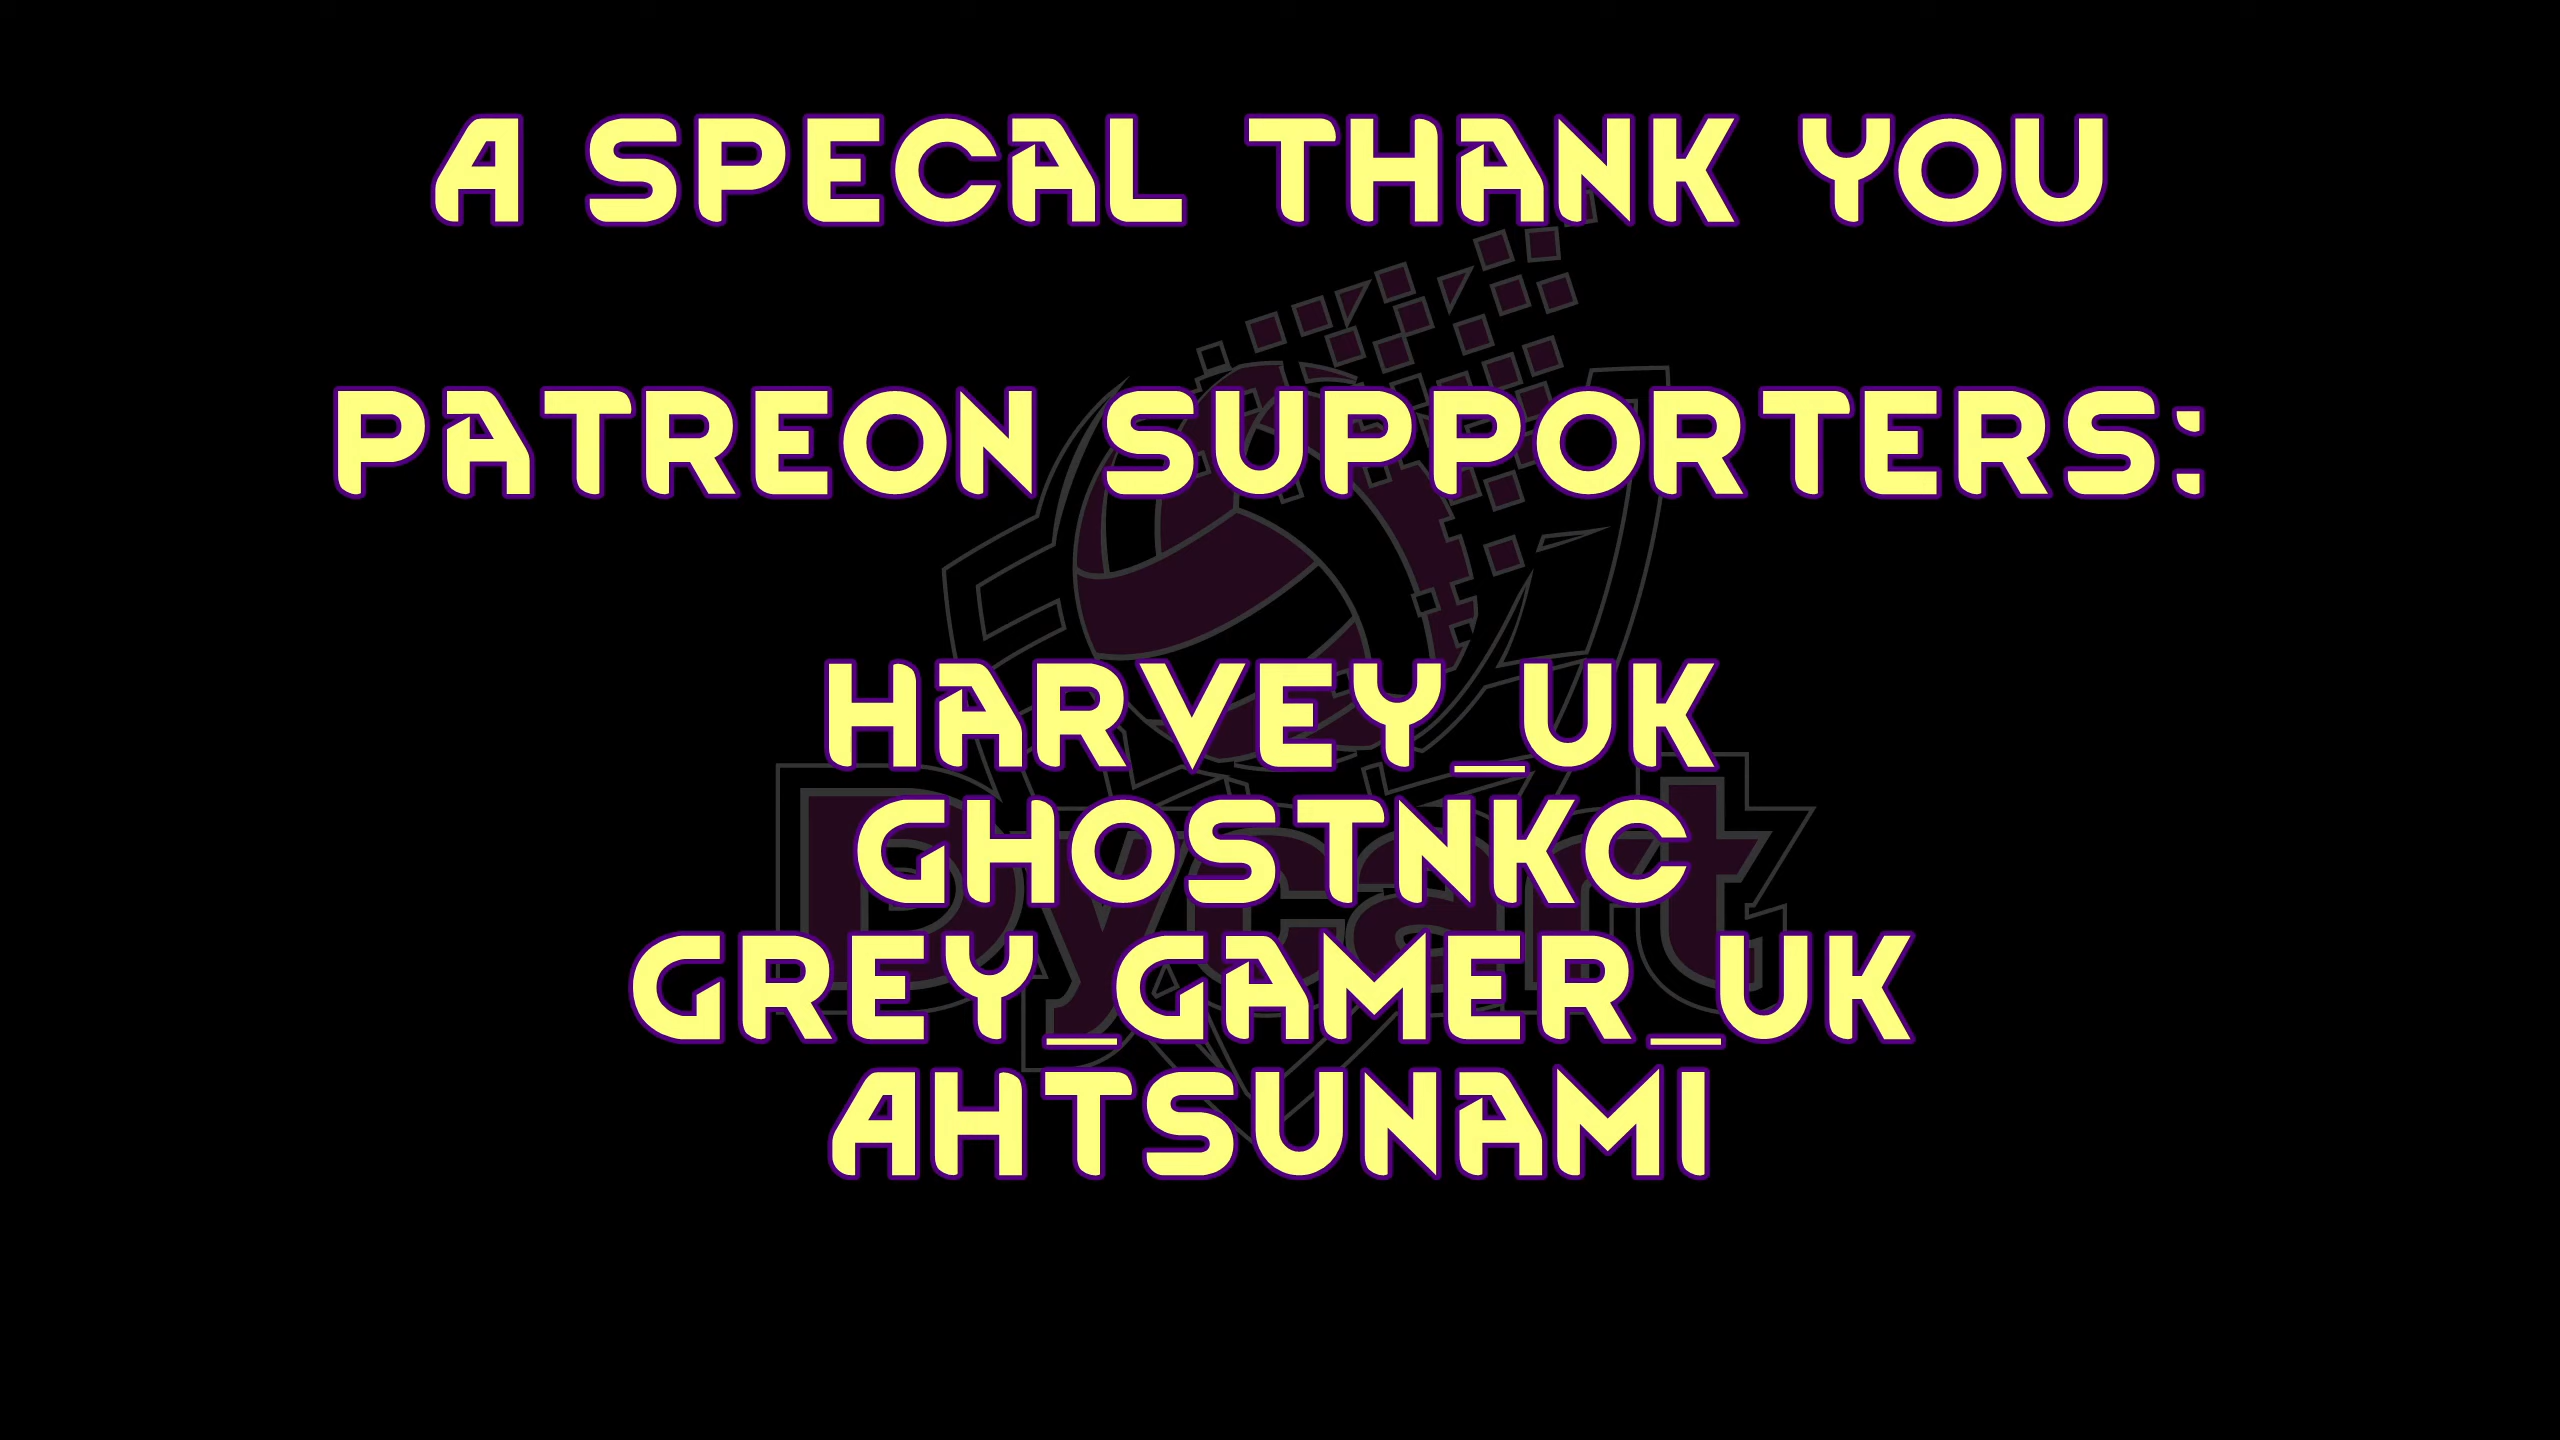 A SPECAL THANK YOU
PATREON SUPPORTERS:
HARVEY_UK
GHOSTNKC
GREY_GAMER_UK
AHTSUNAMI